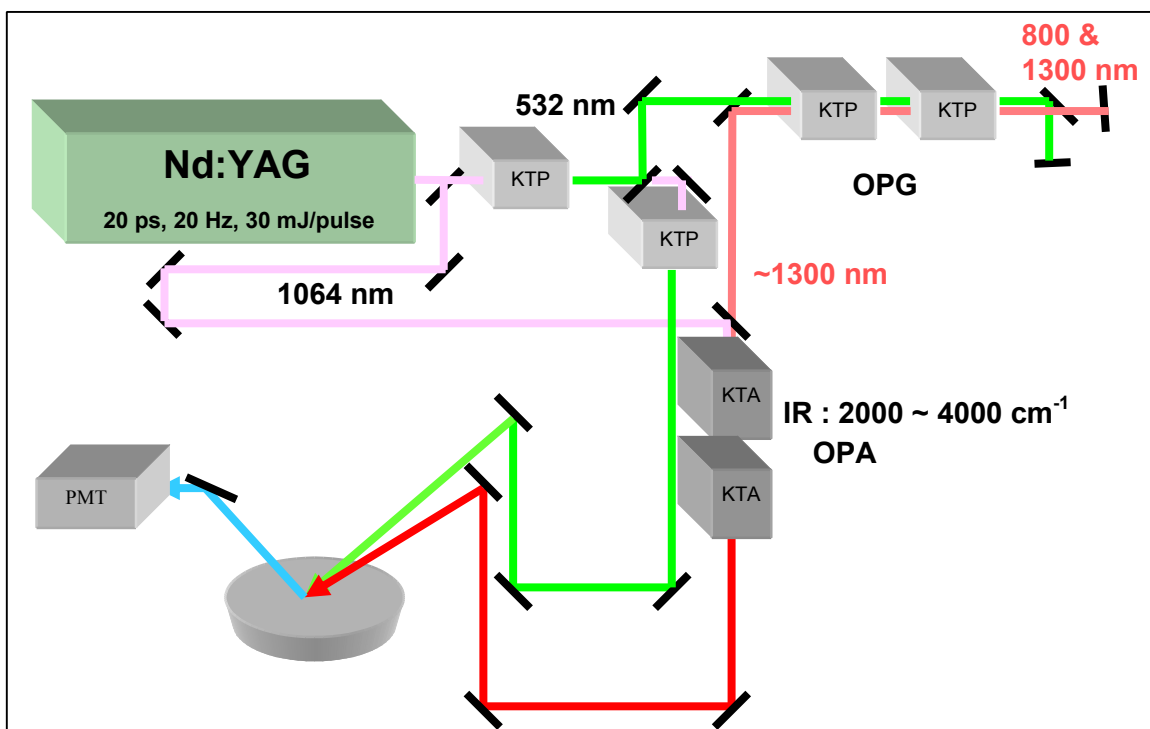 800 &
1300 nm
532 nm
KTP
KTP
Nd:YAG
KTP
20 ps, 20 Hz, 30 mJ/pulse
OPG
KTP
~1300 nm
1064 nm
KTA
IR : 2000 ~ 4000 cm-1
OPA
KTA
PMT